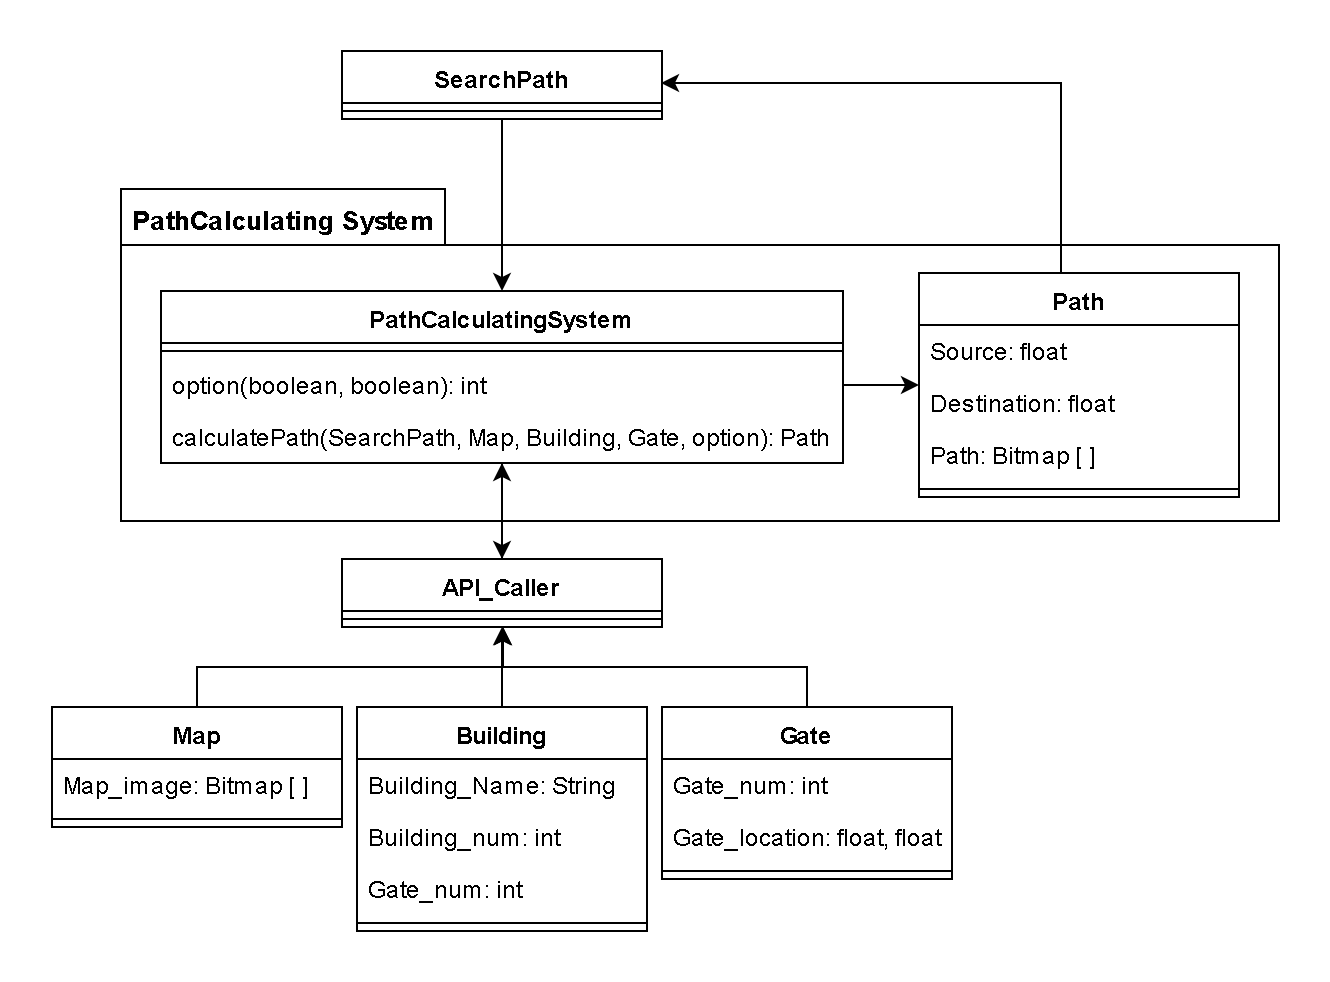 SearchPath
PathCalculating System
PathCalculatingSystem
option(boolean, boolean): int
calculatePath(SearchPath, Map, Building, Gate, option): Path
Path
Source: float
Destination: float
Path: Bitmap [ ]
API_Caller
Map
Map_image: Bitmap [ ]
Building
Building_Name: String
Building_num: int
Gate_num: int
Gate
Gate_num: int
Gate_location: float, float